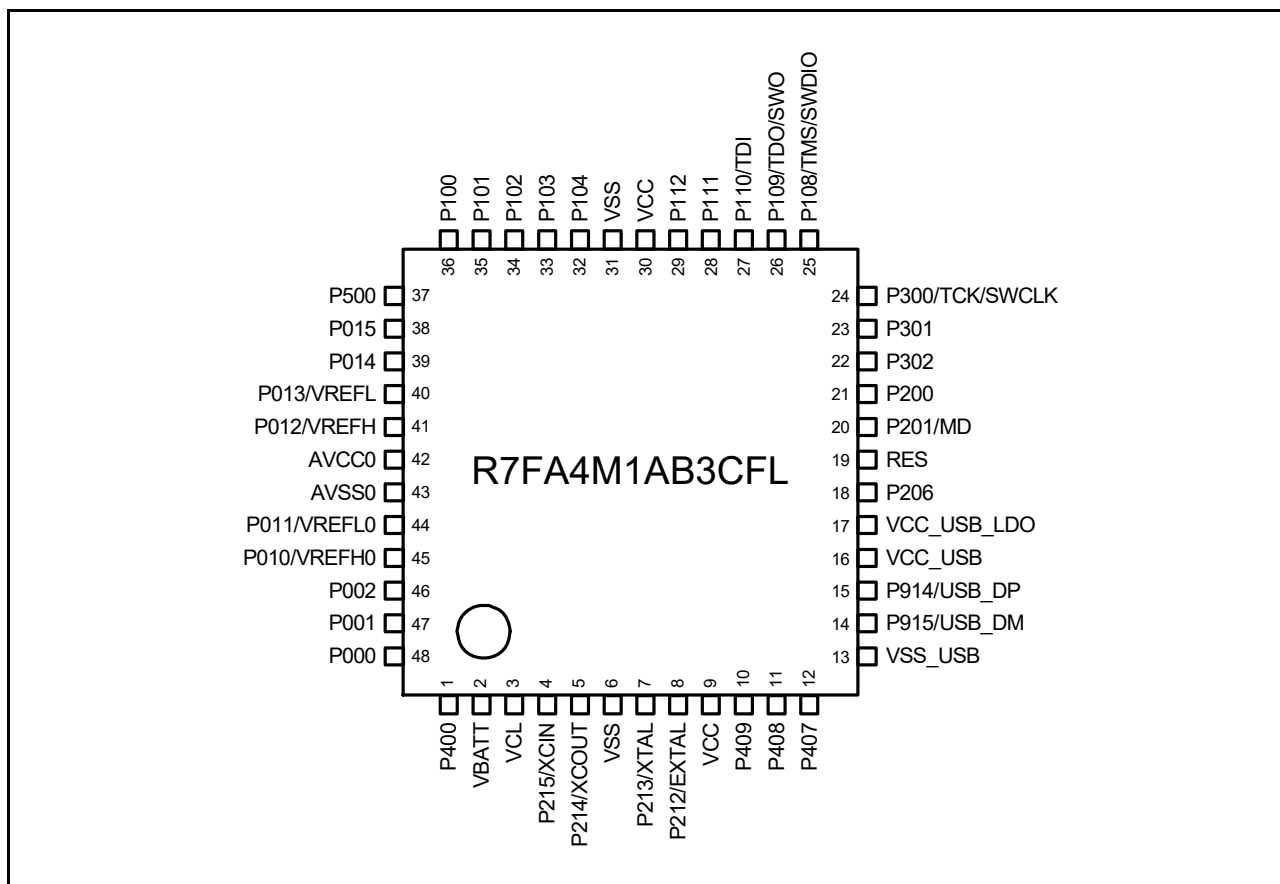 P100
P101
P102
P103
P104
VSS
VCC
P112
P111
P110/TDI
P109/TDO/SWO
P108/TMS/SWDIO
36
35
34
33
32
31
30
29
28
27
26
25
P500 37
P015 38
P014 39
P013/VREFL 40
P012/VREFH 41
AVCC0 42
AVSS0 43
P011/VREFL0 44
P010/VREFH0 45
P002 46
P001 47
P000 48
R7FA4M1AB3CFL
24 P300/TCK/SWCLK
23 P301
22 P302
21 P200
20 P201/MD
19 RES
18 P206
17 VCC_USB_LDO
16 VCC_USB
15 P914/USB_DP
14 P915/USB_DM
13 VSS_USB
1
2
3
4
5
6
7
8
9
10
11
12
P400
VBATT
VCL
P215/XCIN
P214/XCOUT
VSS
P213/XTAL
P212/EXTAL
VCC
P409
P408
P407